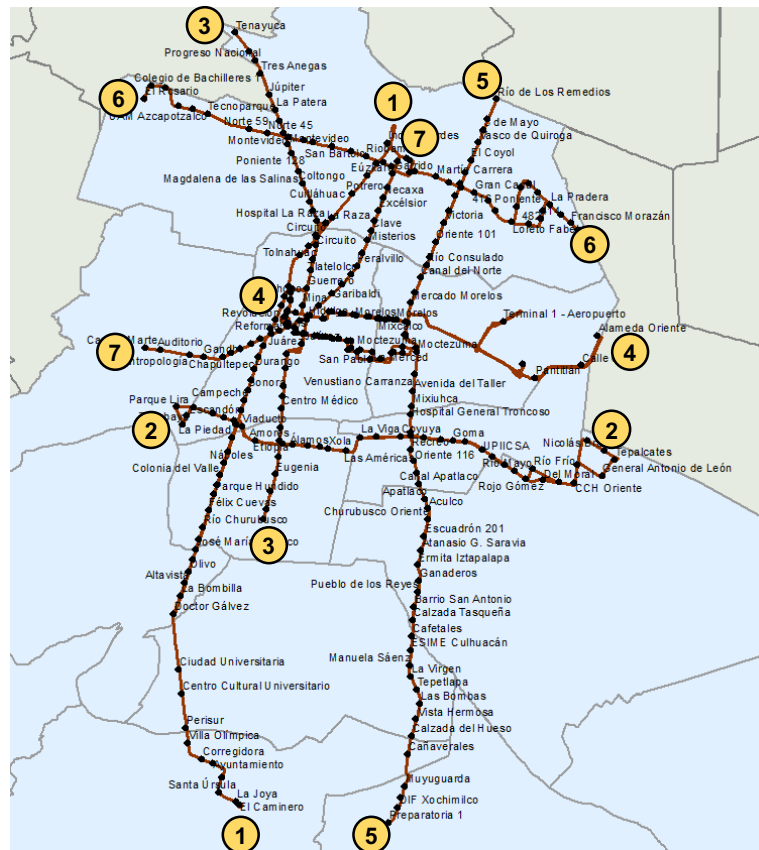 3
Tenayuca
Progreso Nacional
Tres Anegas
Colegio de Bachilleres
El Rosario
Júpiter
5
Río de Los Remedios
6
La Patera
Tecnoparque
Azcapotzalco
Norte 59
Norte 45
1
3 de Mayo
Vasco de Quiroga
Montevideo
Montevideo
7
San Bartolo
El Coyol
Poniente 128
Garrido
Martín Carrera
Magdalena de las Salinas
Coltongo
Potrero
Gran Canal
La Pradera
Cuitláhuac
Excélsior
Francisco Morazán
Hospital La Raza
La Raza
Clave
Victoria
482
Loreto Fabela
6
Circuito
Misterios
Oriente 101
Tolnáhuac
Tlatelolco
Peralvillo
Río Consulado
Canal del Norte
Guerrero
4
Mina
Garibaldi
Mercado Morelos
Revolución
Hidalgo
Morelos
Morelos
Terminal 1 - Aeropuerto
Mixcalco
Alameda Oriente
7
Auditorio
Gandhi
Juárez
Moctezuma
Moctezuma
Calle
4
Antropología
Chapultepec
Durango
San Pablo
Merced
Pantitlán
Sonora
Venustiano Carranza
Avenida del Taller
Campeche
Centro Médico
Mixiuhca
Parque Lira
Escandón
Hospital General Troncoso
2
La Piedad
Viaducto
Amores
Etiopía
Álamos
Xola
La Viga
Coyuya
Goma
2
Recreo
UPIICSA
Tepalcates
Nápoles
Las Américas
Oriente 116
Río Mayo
Río Frío
Colonia del Valle
Eugenia
Rojo Gómez
Del Moral
General Antonio de León
CCH Oriente
Parque Hundido
Canal Apatlaco
Apatlaco
Félix Cuevas
Aculco
Río Churubusco
Churubusco Oriente
3
Escuadrón 201
Atanasio G. Saravia
Olivo
Ermita Iztapalapa
Altavista
Ganaderos
La Bombilla
Pueblo de los Reyes
Doctor Gálvez
Barrio San Antonio
Calzada Tasqueña
Cafetales
ESIME Culhuacán
Ciudad Universitaria
Manuela Sáenz
La Virgen
Centro Cultural Universitario
Tepetlapa
Las Bombas
Perisur
Vista Hermosa
Villa Olímpica
Calzada del Hueso
Corregidora
Cañaverales
Ayuntamiento
Santa Úrsula
Muyuguarda
La Joya
DIF Xochimilco
El Caminero
Preparatoria 1
1
5